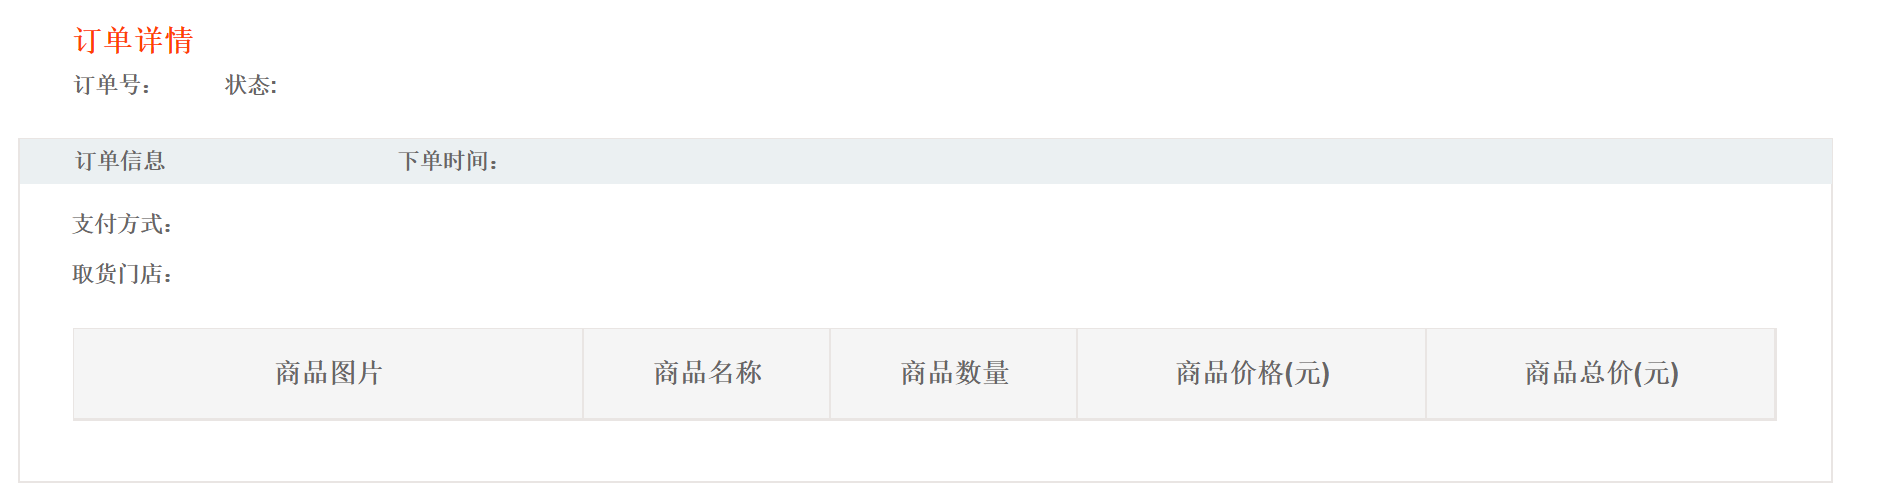 订单详情
订单号： 状态:
订单信息 下单时间：
支付方式：
取货门店：
商品图片 商品名称 商品数量 商品价格(元) 商品总价(元)